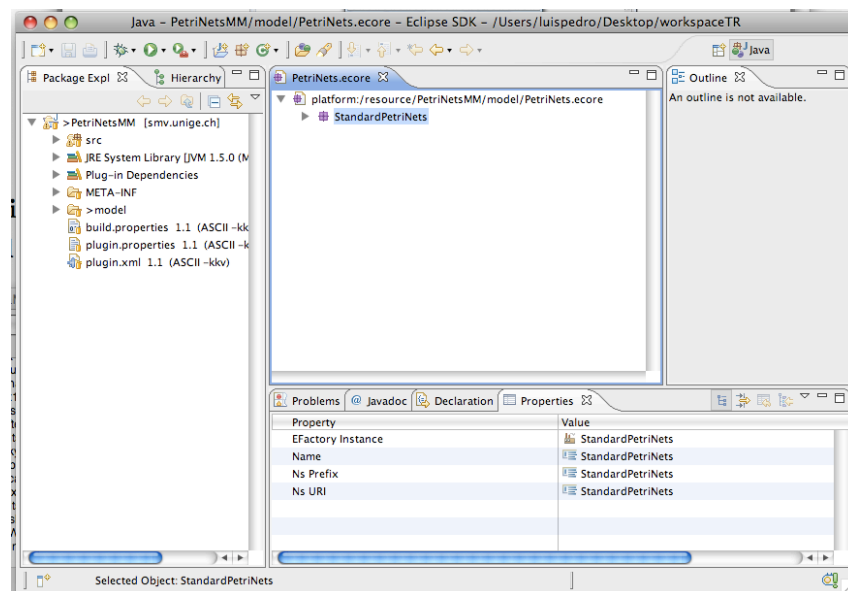 Java - PetriNetsMM/model/PetriNets.ecore - Eclipse SDK - /Users/luispedro/Desktop/workspaceTR
Java
Package Expl
Hierarchy
PetriNets.ecore
Outline
>PetriNetsMM [smv.unige.ch]
src
JRE System Library [JVM 1.5.0 (M
Plug-in Dependencies
META-INF
>model
build.properties 1.1 (ASCII -kk
plugin.properties 1.1 (ASCII -k
plugin.xml 1.1 (ASCII -kkv)
platform:/resource/PetriNetsMM/model/PetriNets.ecore
StandardPetriNets
An outline is not available.
Problems @ Javadoc Declaration Properties
Property Value
EFactory Instance StandardPetriNets
Name StandardPetriNets
Ns Prefix StandardPetriNets
Ns URI StandardPetriNets
Selected Object: StandardPetriNets